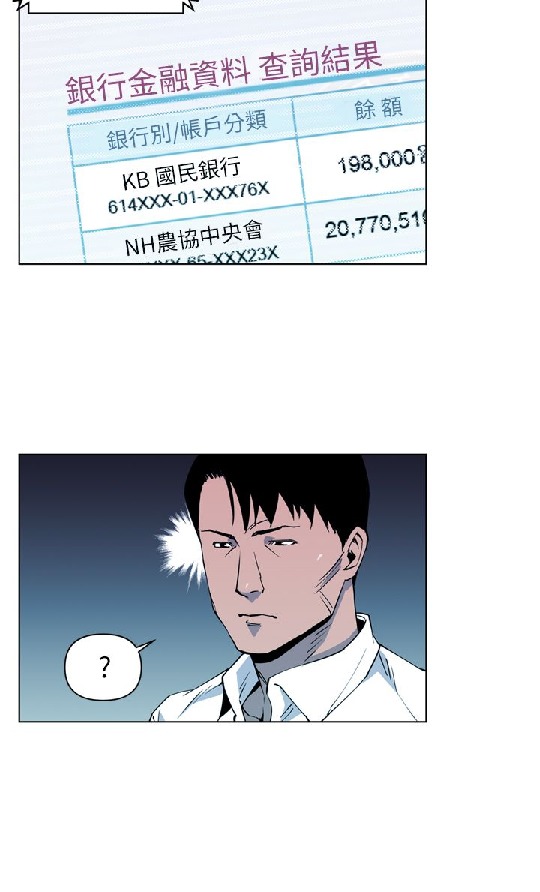 銀行金融資料 查詢結果
銀行別/帳戶分類
餘 額
KB 國民銀行
198,000
614XXX-01-XXX76X
NH農協中央會
20,770,51
65-XXX23X
?